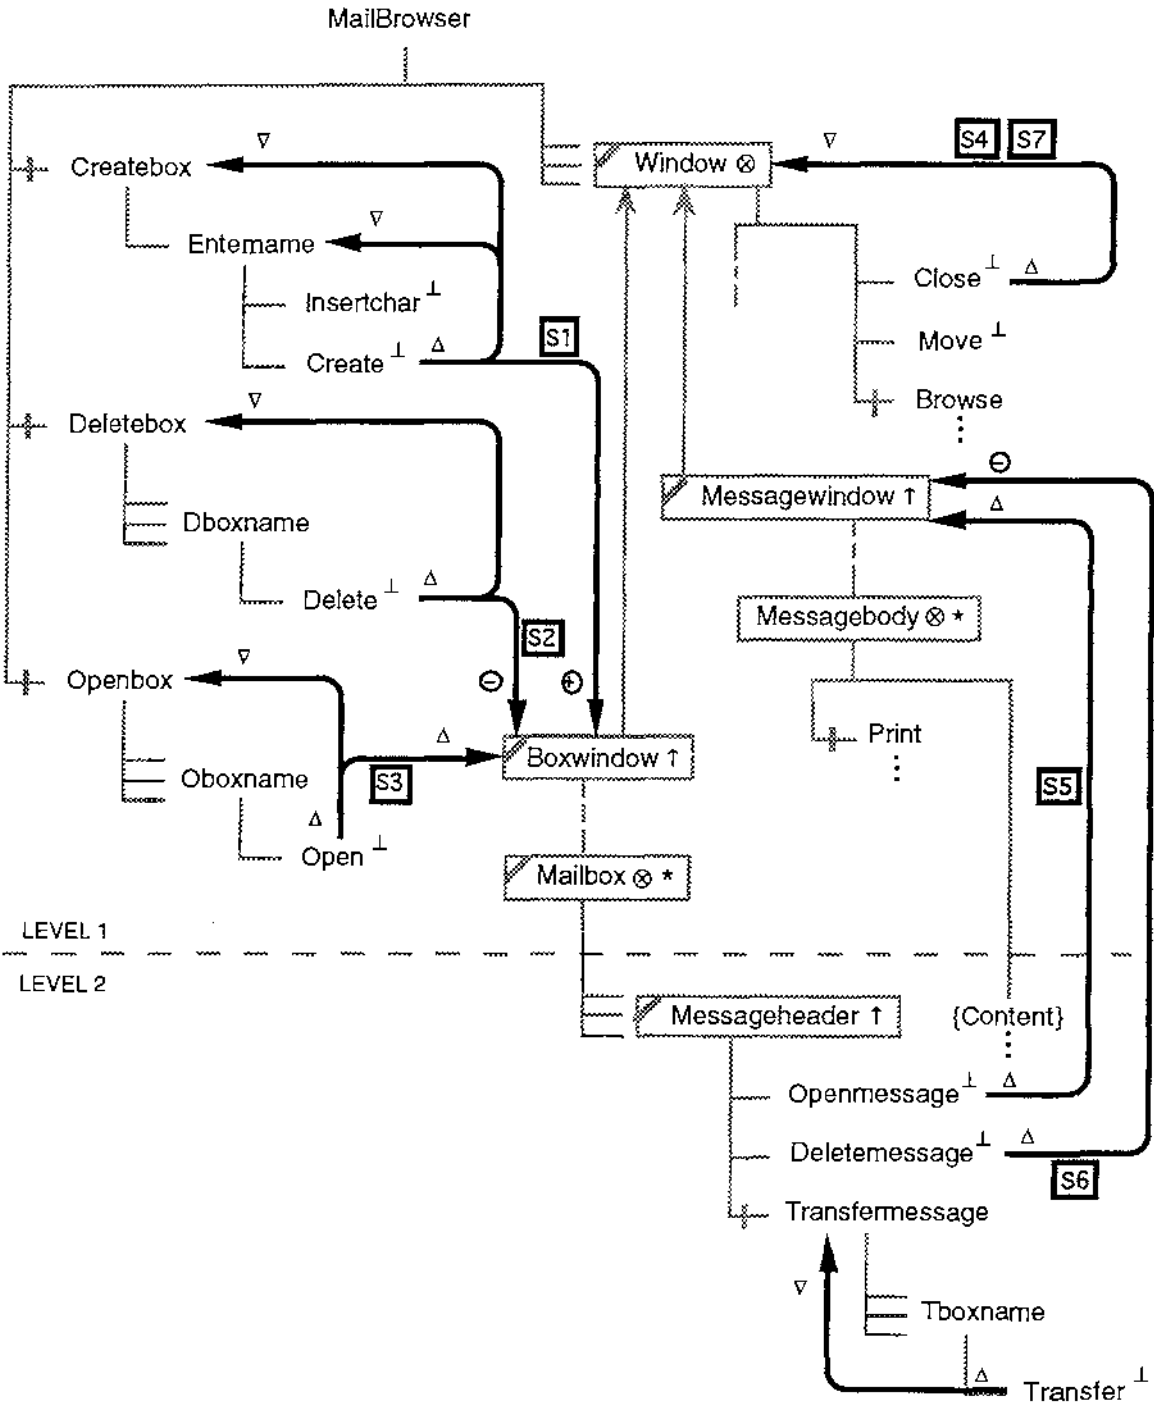 MailBrowser
∇
S4 S7
∇
Createbox
Window ⊗
∇
Entername
Close ⊥ Δ
Insertchar ⊥
S1
Move ⊥
Create ⊥ Δ
∇
Browse
Deletebox
⊖
Messagewindow ↑
Δ
Dboxname
Delete ⊥ Δ
Messagebody ⊗ *
S2
∇
⊖
⊕
Openbox
Print
Δ
Boxwindow ↑
Oboxname
S3
S5
Δ
Open ⊥
Mailbox ⊗ *
LEVEL 1
LEVEL 2
Messageheader ↑
{Content}
Openmessage ⊥ Δ
Deletemessage ⊥ Δ
S6
Transfermessage
∇
Tboxname
Δ
Transfer ⊥